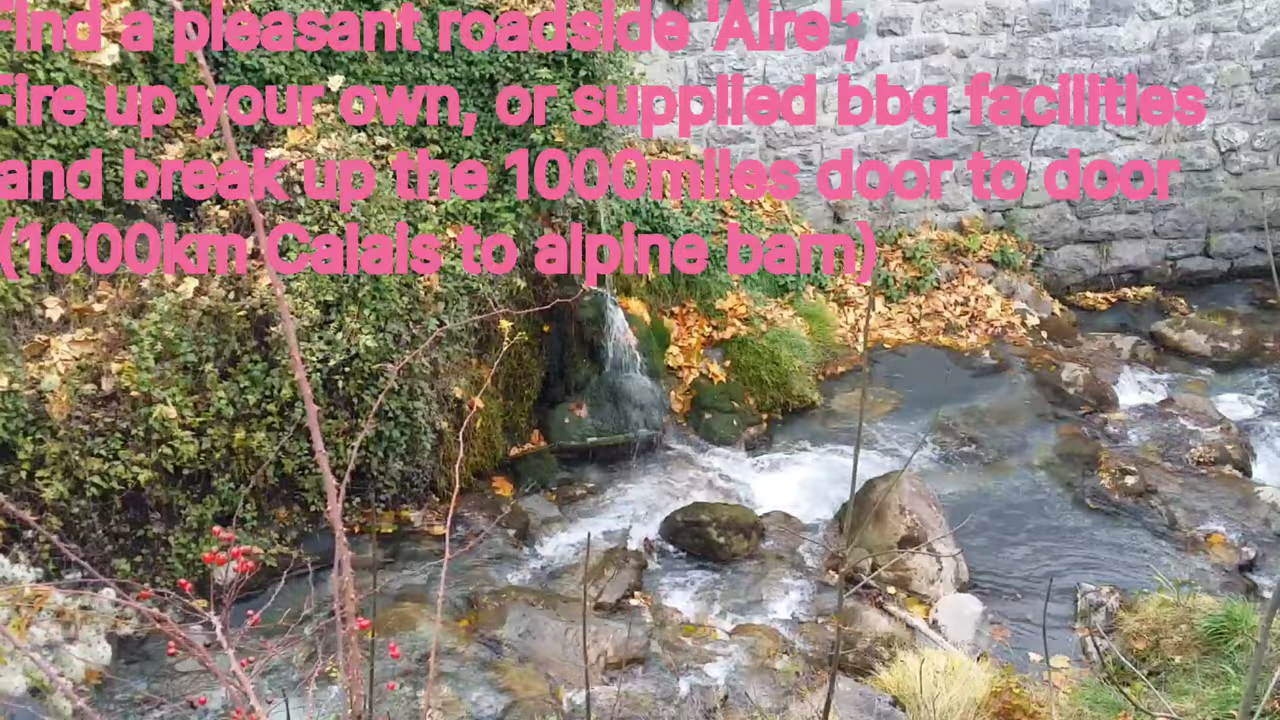 Find a pleasant roadside 'Aire';
Fire up your own, or supplied bbq facilities
and break up the 1000miles door to door
(1000km Calais to alpine barn)